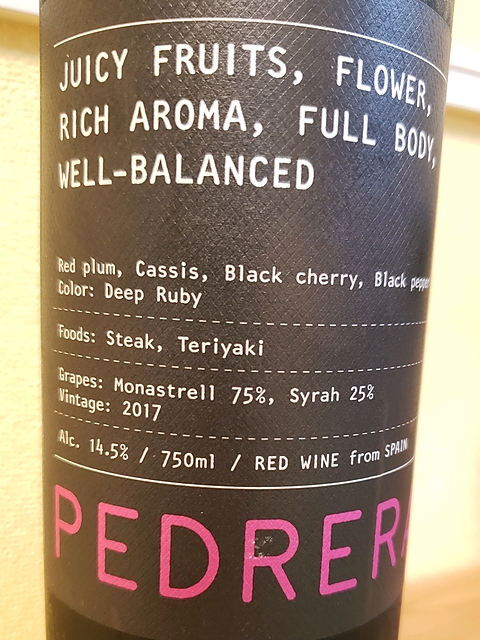 JUICY FRUITS, FLOWER,
RICH AROMA, FULL BODY,
WELL-BALANCED
Red plum, Cassis, Black cherry, Black pepper
Color: Deep Ruby
Foods: Steak, Teriyaki
Grapes: Monastrell 75%, Syrah 25%
Vintage: 2017
Alc. 14.5% / 750ml / RED WINE from SPAIN
PEDRERA